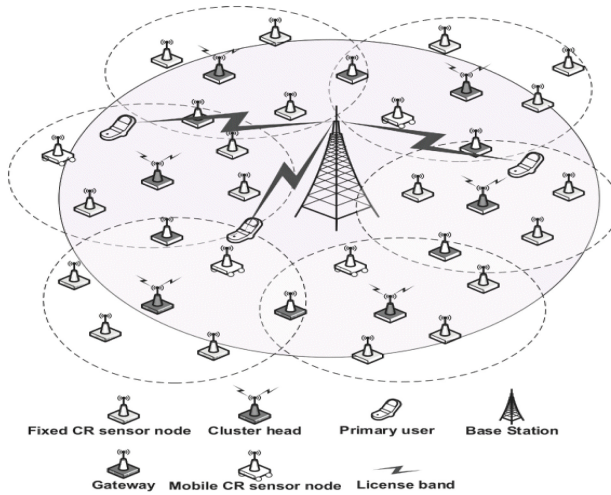 Fixed CR sensor node Cluster head Primary user Base Station
Gateway Mobile CR sensor node License band